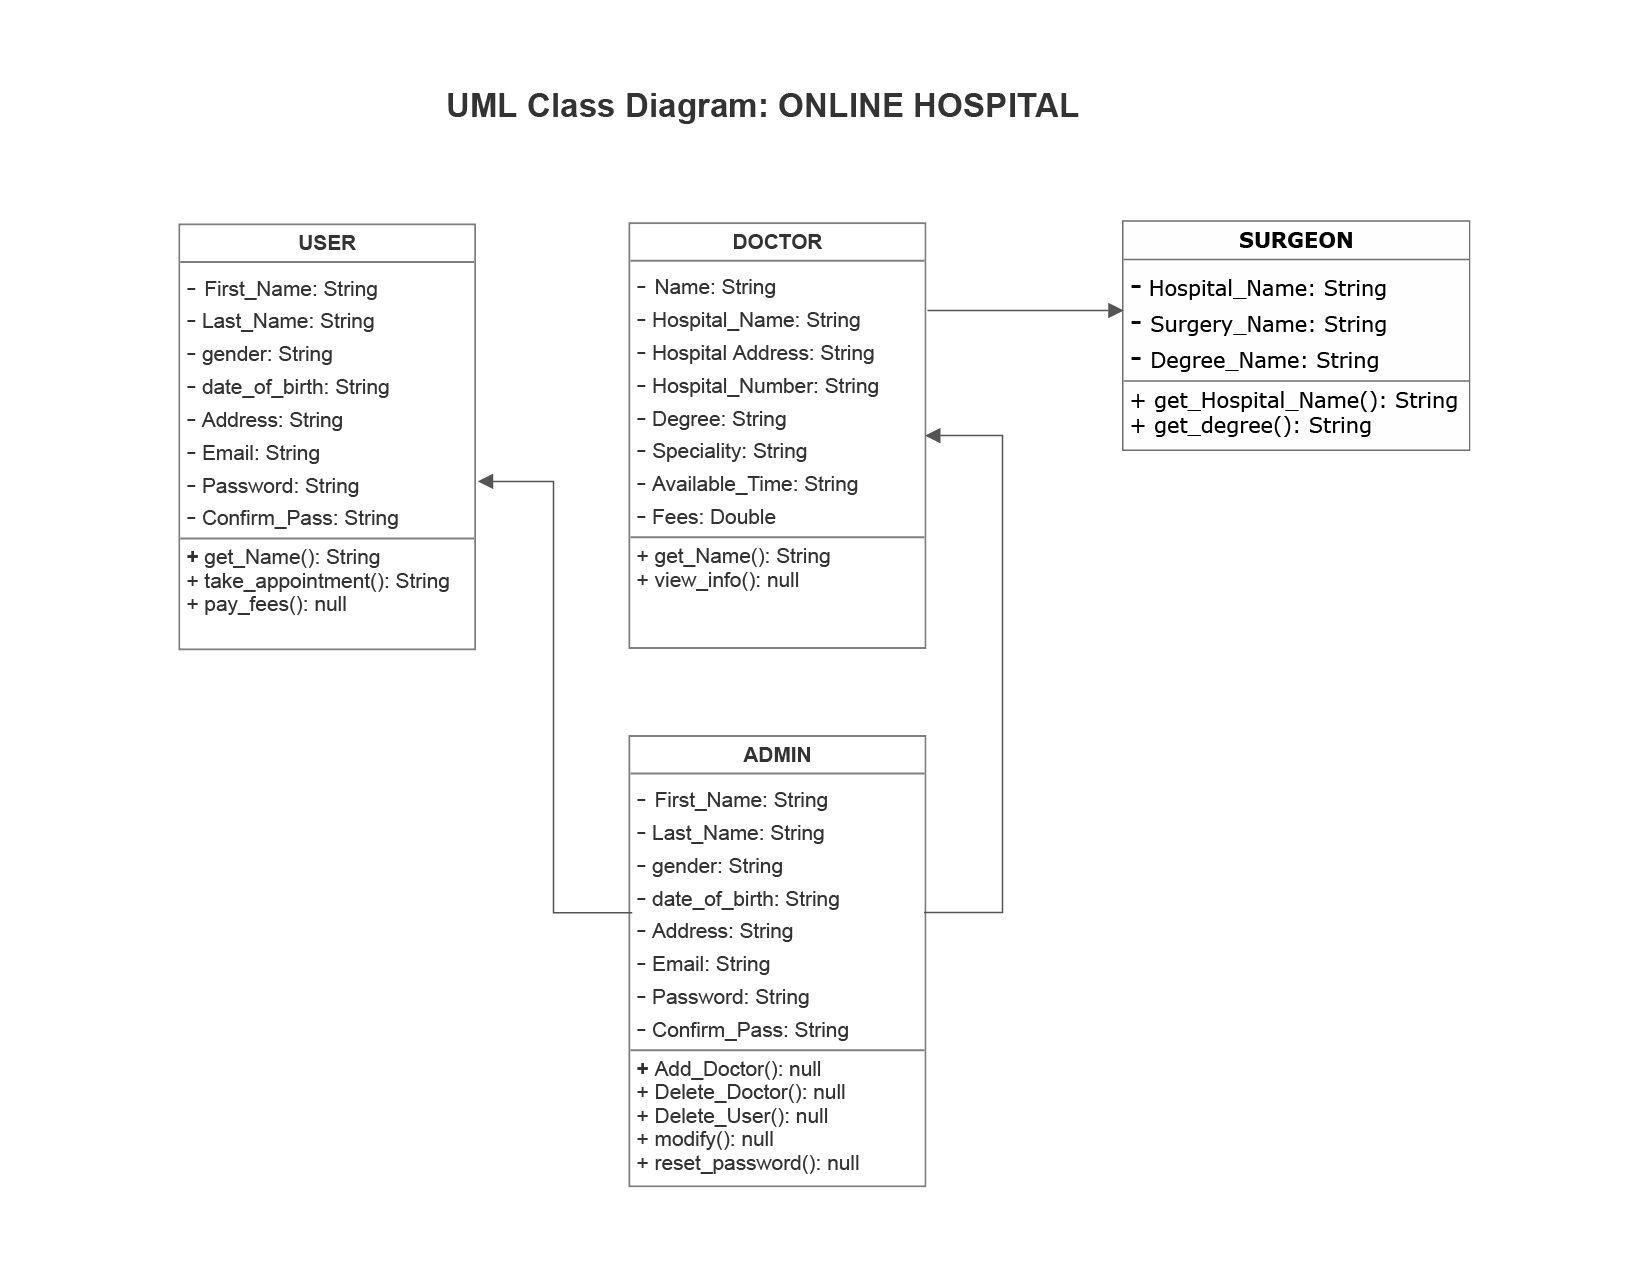 UML Class Diagram: ONLINE HOSPITAL
USER
- First_Name: String
- Last_Name: String
- gender: String
- date_of_birth: String
- Address: String
- Email: String
- Password: String
- Confirm_Pass: String
+ get_Name(): String
+ take_appointment(): String
+ pay_fees(): null
DOCTOR
- Name: String
- Hospital_Name: String
- Hospital Address: String
- Hospital_Number: String
- Degree: String
- Speciality: String
- Available_Time: String
- Fees: Double
+ get_Name(): String
+ view_info(): null
SURGEON
- Hospital_Name: String
- Surgery_Name: String
- Degree_Name: String
+ get_Hospital_Name(): String
+ get_degree(): String
ADMIN
- First_Name: String
- Last_Name: String
- gender: String
- date_of_birth: String
- Address: String
- Email: String
- Password: String
- Confirm_Pass: String
+ Add_Doctor(): null
+ Delete_Doctor(): null
+ Delete_User(): null
+ modify(): null
+ reset_password(): null